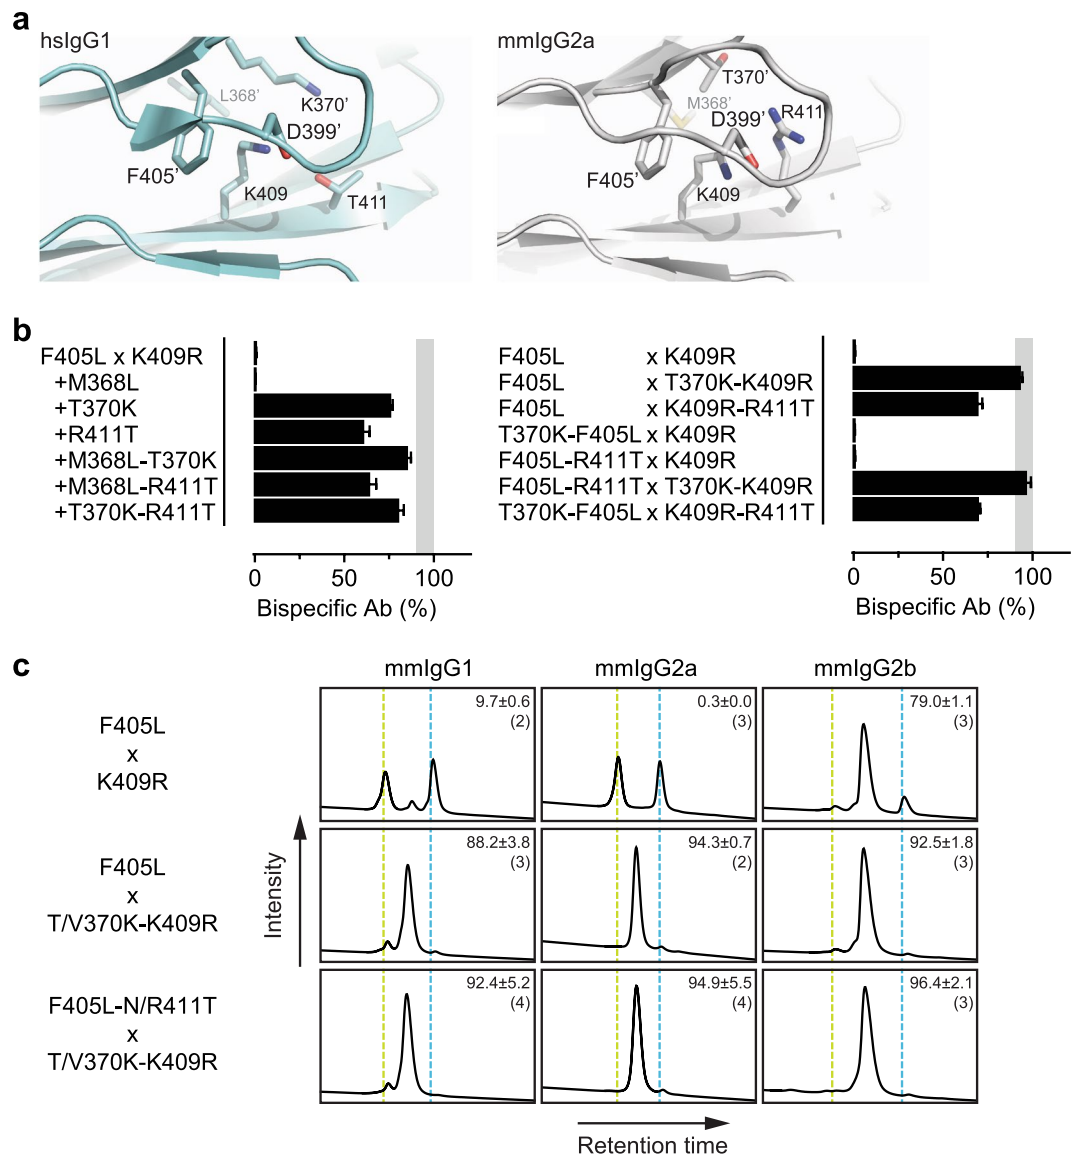 a
hsIgG1
L368’
K370’
D399’
F405’
K409
T411
mmIgG2a
T370’
M368’
D399’
R411
F405’
K409
b
F405L x K409R
+M368L
+T370K
+R411T
+M368L-T370K
+M368L-R411T
+T370K-R411T
0 50 100
Bispecific Ab (%)
F405L x K409R
F405L x T370K-K409R
F405L x K409R-R411T
T370K-F405L x K409R
F405L-R411T x K409R
F405L-R411T x T370K-K409R
T370K-F405L x K409R-R411T
0 50 100
Bispecific Ab (%)
c
mmIgG1 mmIgG2a mmIgG2b
F405L
x
K409R
9.7±0.6
(2)
0.3±0.0
(3)
79.0±1.1
(3)
F405L
x
T/V370K-K409R
88.2±3.8
(3)
94.3±0.7
(2)
92.5±1.8
(3)
F405L-N/R411T
x
T/V370K-K409R
92.4±5.2
(4)
94.9±5.5
(4)
96.4±2.1
(3)
Intensity
Retention time